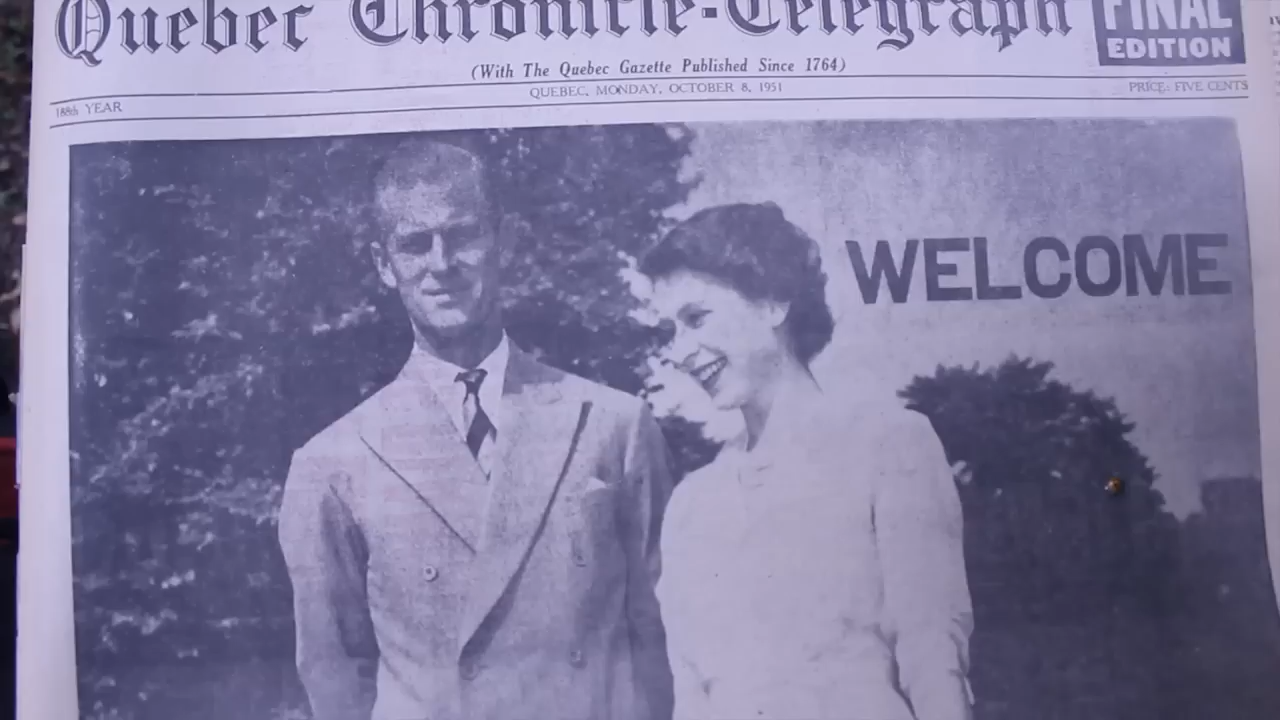 Quebec Chronicle-Telegraph
FINAL
EDITION
(With The Quebec Gazette Published Since 1764)
188th YEAR
QUEBEC, MONDAY, OCTOBER 8, 1951
PRICE: FIVE CENTS
WELCOME